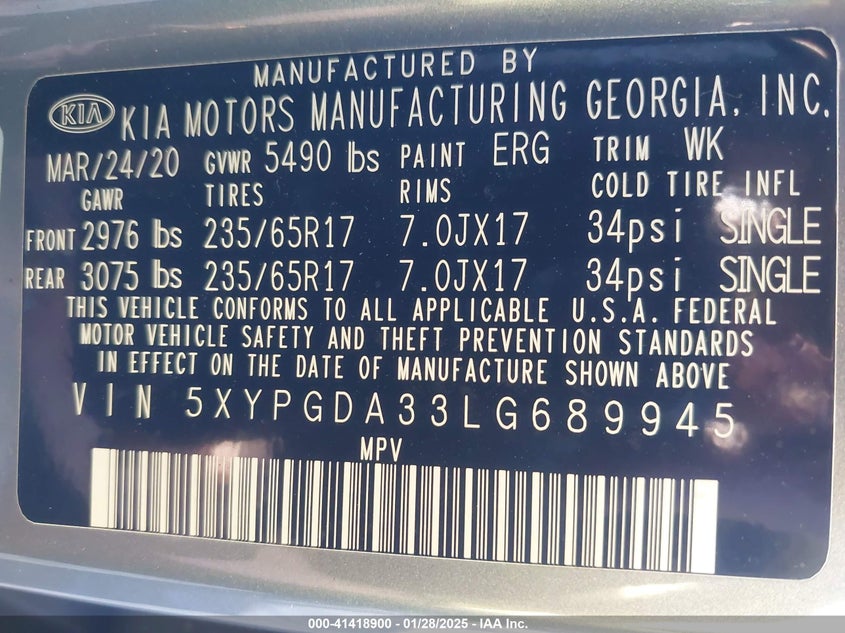 MANUFACTURED BY
KIA KIA MOTORS MANUFACTURING GEORGIA, INC.
MAR/24/20 GVWR 5490 lbs PAINT ERG TRIM WK
GAWR TIRES RIMS COLD TIRE INFL
FRONT 2976 lbs 235/65R17 7.0JX17 34psi SINGLE
REAR 3075 lbs 235/65R17 7.0JX17 34psi SINGLE
THIS VEHICLE CONFORMS TO ALL APPLICABLE U.S.A. FEDERAL
MOTOR VEHICLE SAFETY AND THEFT PREVENTION STANDARDS
IN EFFECT ON THE DATE OF MANUFACTURE SHOWN ABOVE
VIN 5XYPGDA33LG689945
MPV
000-41418900 - 01/28/2025 - IAA Inc.